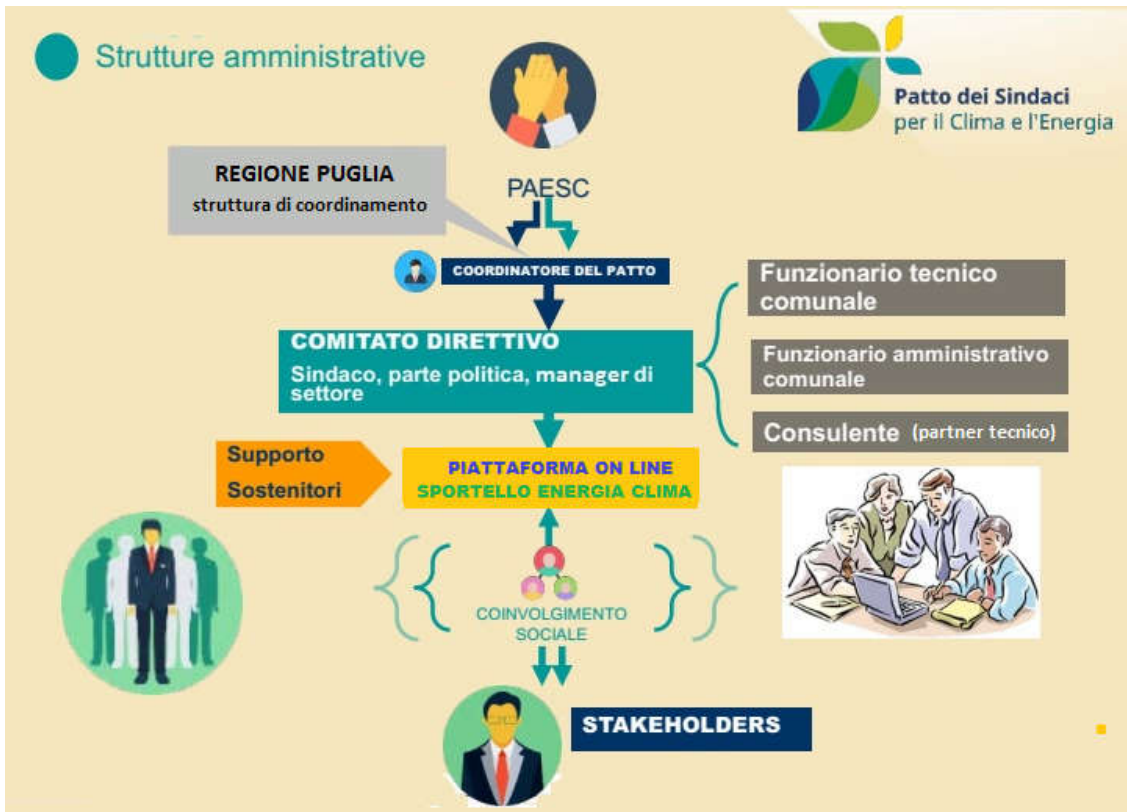 Strutture amministrative
Patto dei Sindaci
per il Clima e l'Energia
REGIONE PUGLIA
struttura di coordinamento
PAESC
COORDINATORE DEL PATTO
Funzionario tecnico
comunale
COMITATO DIRETTIVO
Sindaco, parte politica, manager di
settore
Funzionario amministrativo
comunale
Consulente (partner tecnico)
Supporto
Sostenitori
PIATTAFORMA ON LINE
SPORTELLO ENERGIA CLIMA
COINVOLGIMENTO
SOCIALE
STAKEHOLDERS